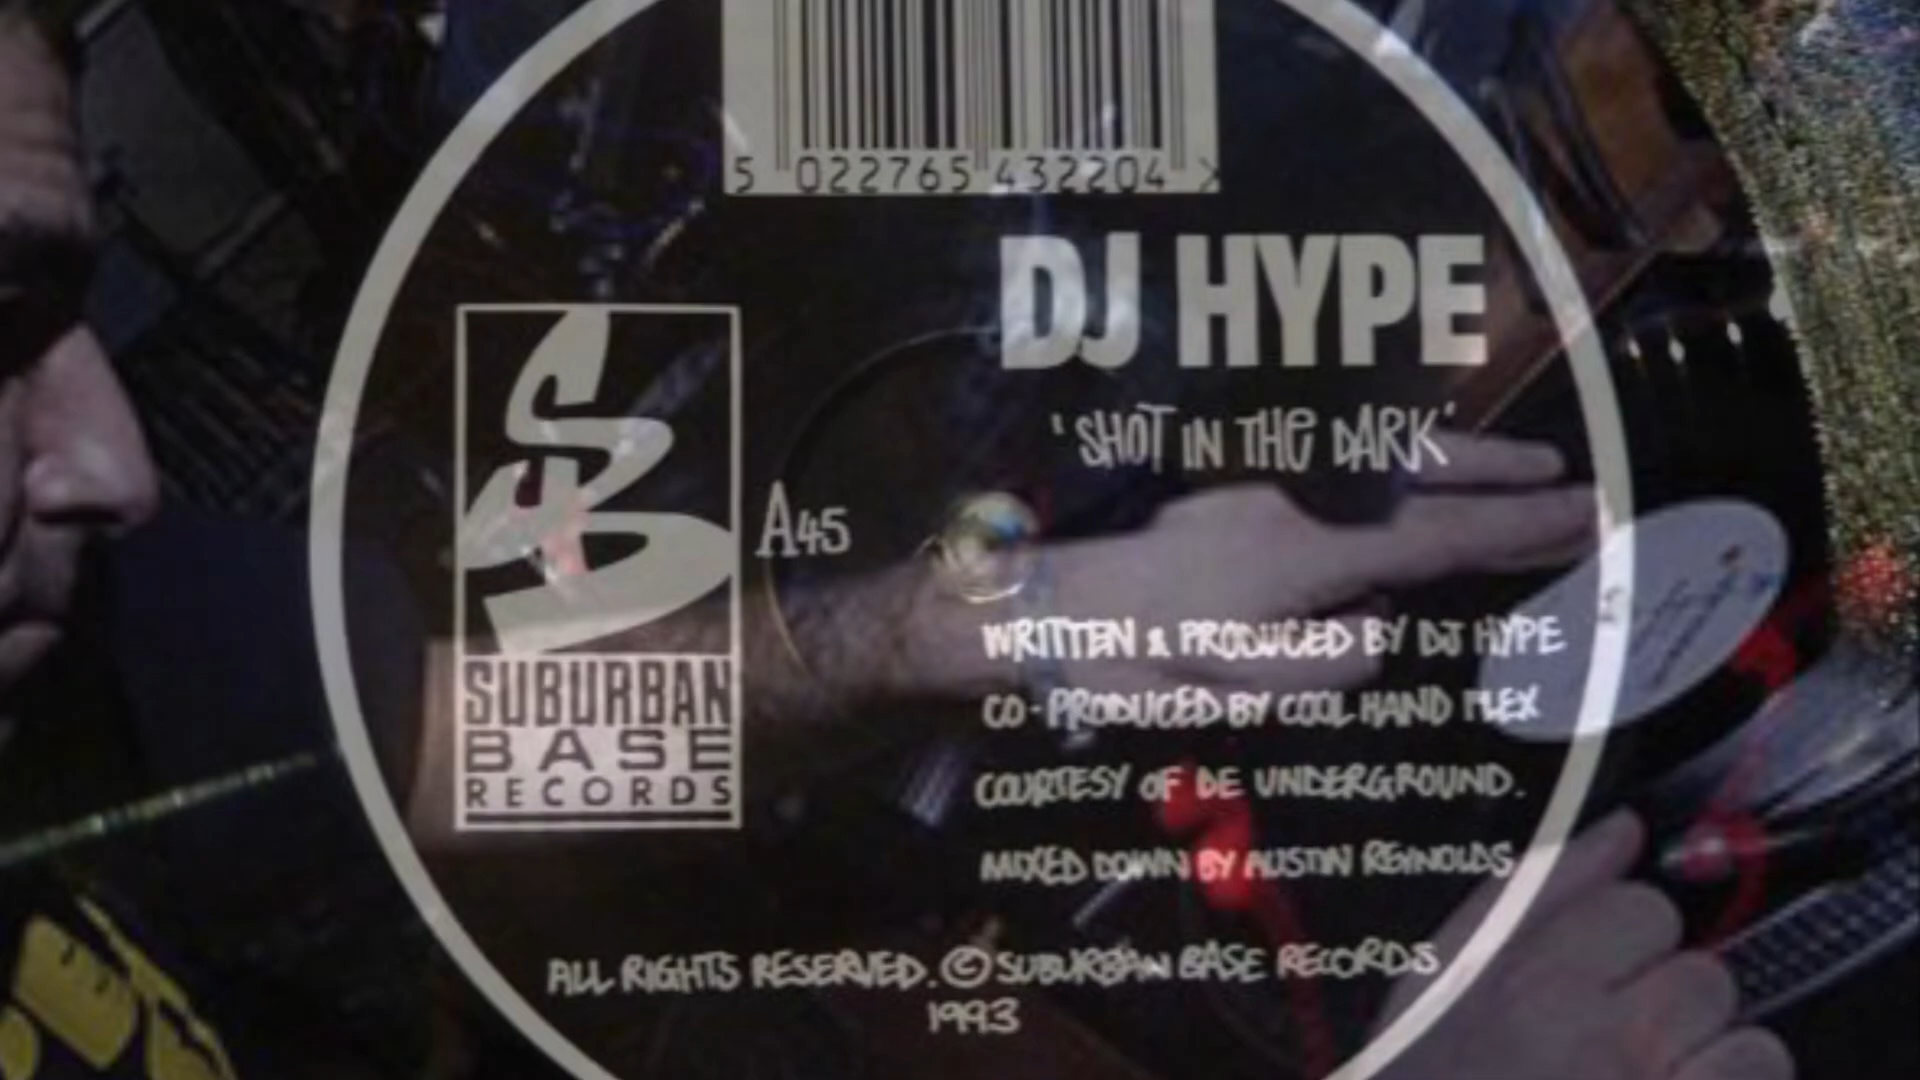 5 022765 432204 >
DJ HYPE
'SHOT IN THE DARK'
SUBURBAN
BASE
RECORDS
A45
WRITTEN & PRODUCED BY DJ HYPE
CO-PRODUCED BY COOL HAND FLEX
COURTESY OF DE UNDERGROUND.
MIXED DOWN BY AUSTIN REYNOLDS
ALL RIGHTS RESERVED. © SUBURBAN BASE RECORDS
1993